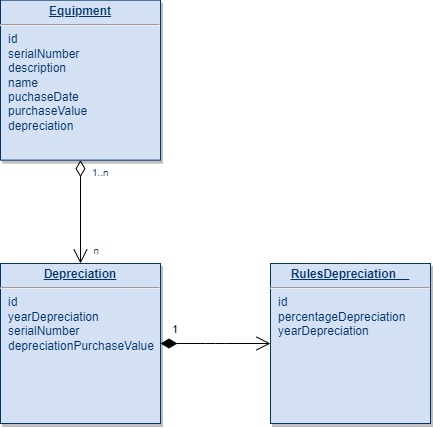 Equipment
id
serialNumber
description
name
puchaseDate
purchaseValue
depreciation
1..n
n
Depreciation
id
yearDepreciation
serialNumber
depreciationPurchaseValue
1
RulesDepreciation
id
percentageDepreciation
yearDepreciation